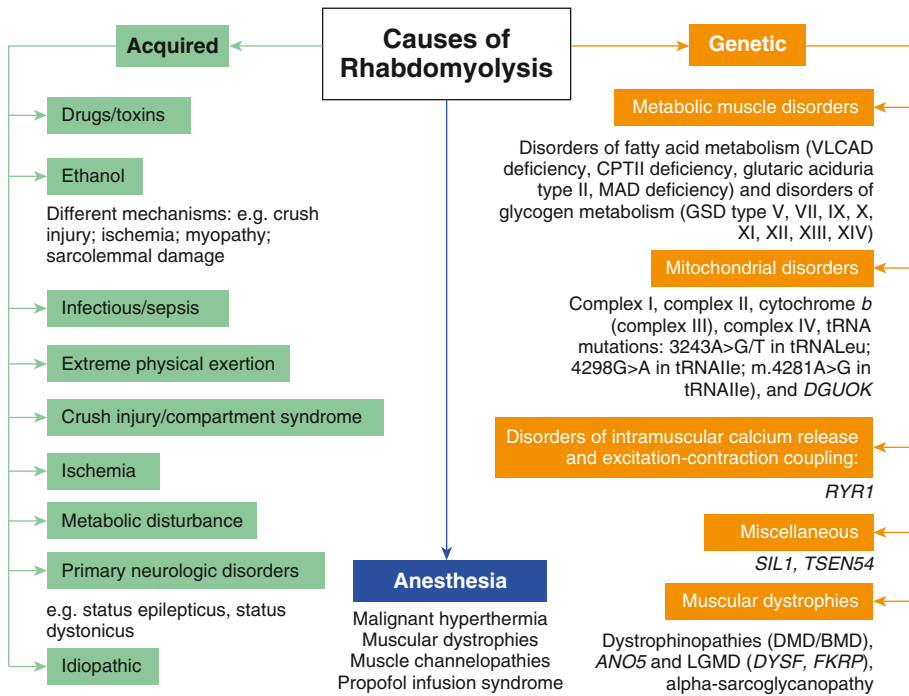 Causes of
Rhabdomyolysis
Acquired
Drugs/toxins
Ethanol
Different mechanisms: e.g. crush
injury; ischemia; myopathy;
sarcolemmal damage
Infectious/sepsis
Extreme physical exertion
Crush injury/compartment syndrome
Ischemia
Metabolic disturbance
Primary neurologic disorders
e.g. status epilepticus, status
dystonicus
Idiopathic
Anesthesia
Malignant hyperthermia
Muscular dystrophies
Muscle channelopathies
Propofol infusion syndrome
Genetic
Metabolic muscle disorders
Disorders of fatty acid metabolism (VLCAD
deficiency, CPTII deficiency, glutaric aciduria
type II, MAD deficiency) and disorders of
glycogen metabolism (GSD type V, VII, IX, X,
XI, XII, XIII, XIV)
Mitochondrial disorders
Complex I, complex II, cytochrome b
(complex III), complex IV, tRNA
mutations: 3243A>G/T in tRNALeu;
4298G>A in tRNAIle; m.4281A>G in
tRNAIle), and DGUOK
Disorders of intramuscular calcium release
and excitation-contraction coupling:
RYR1
Miscellaneous
SIL1, TSEN54
Muscular dystrophies
Dystrophinopathies (DMD/BMD),
ANO5 and LGMD (DYSF, FKRP),
alpha-sarcoglycanopathy